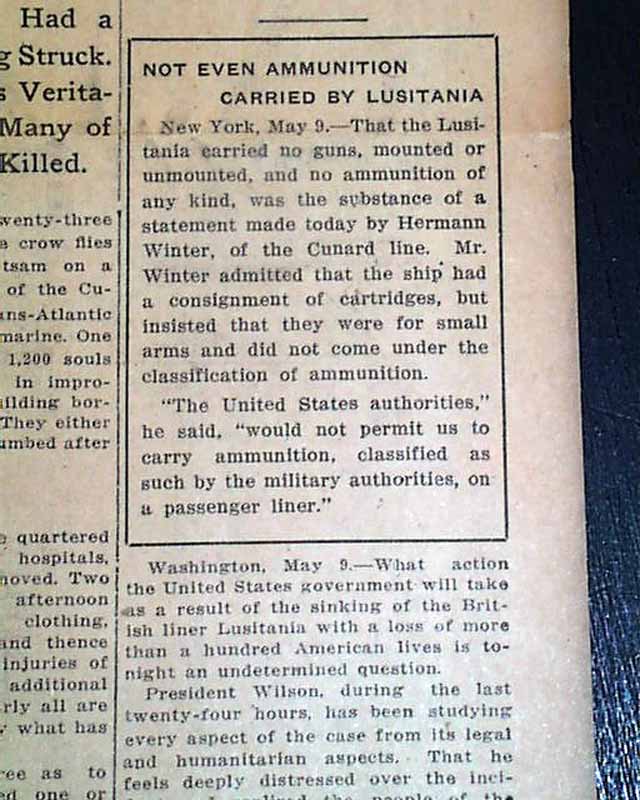 Had a
Struck.
Verita-
Many of
Killed.
wenty-three
crow flies
tsam on a
of the Cu-
ans-Atlantic
marine. One
1,200 souls
in impro-
uilding bor-
They either
umbed after
quartered
hospitals,
moved. Two
afternoon
clothing,
and thence
injuries of
additional
rly all are
what has
ree as to
ed one or
NOT EVEN AMMUNITION
CARRIED BY LUSITANIA
New York, May 9.—That the Lusi-
tania carried no guns, mounted or
unmounted, and no ammunition of
any kind, was the substance of a
statement made today by Hermann
Winter, of the Cunard line. Mr.
Winter admitted that the ship had
a consignment of cartridges, but
insisted that they were for small
arms and did not come under the
classification of ammunition.
"The United States authorities,"
he said, "would not permit us to
carry ammunition, classified as
such by the military authorities, on
a passenger liner."
Washington, May 9.—What action
the United States government will take
as a result of the sinking of the Brit-
ish liner Lusitania with a loss of more
than a hundred American lives is to-
night an undetermined question.
President Wilson, during the last
twenty-four hours, has been studying
every aspect of the case from its legal
and humanitarian aspects. That he
feels deeply distressed over the inci-
the people of the